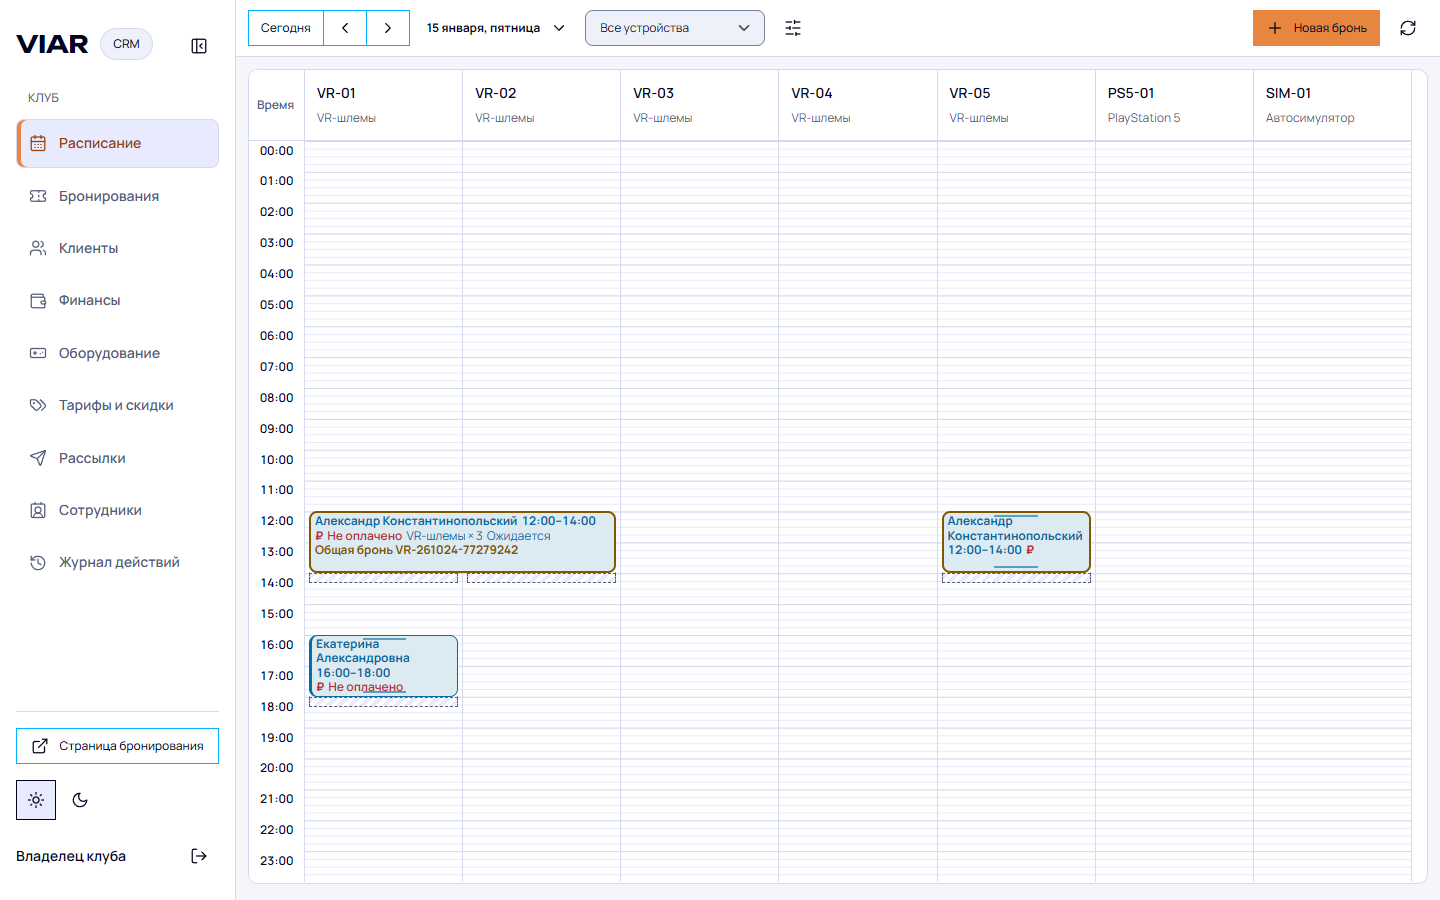 VIAR
CRM
КЛУБ
Расписание
Бронирования
Клиенты
Финансы
Оборудование
Тарифы и скидки
Рассылки
Сотрудники
Журнал действий
Страница бронирования
Владелец клуба
Сегодня
15 января, пятница
Все устройства
Новая бронь
Время
VR-01
VR-шлемы
VR-02
VR-шлемы
VR-03
VR-шлемы
VR-04
VR-шлемы
VR-05
VR-шлемы
PS5-01
PlayStation 5
SIM-01
Автосимулятор
00:00
01:00
02:00
03:00
04:00
05:00
06:00
07:00
08:00
09:00
10:00
11:00
12:00
13:00
14:00
15:00
16:00
17:00
18:00
19:00
20:00
21:00
22:00
23:00
Александр Константинопольский 12:00–14:00
₽ Не оплачено VR-шлемы × 3 Ожидается
Общая бронь VR-261024-77279242
Александр
Константинопольский
12:00–14:00 ₽
Екатерина
Александровна
16:00–18:00
₽ Не оплачено